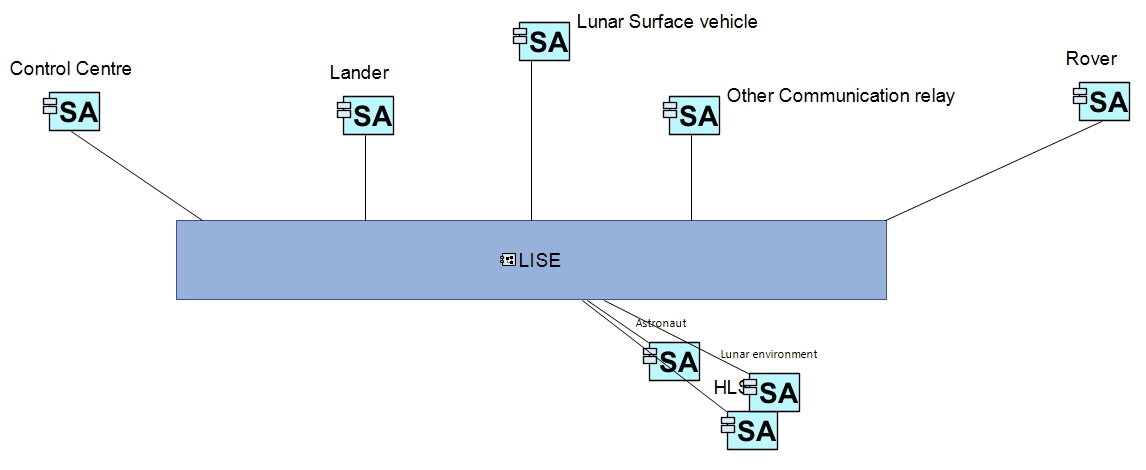 Lunar Surface vehicle
SA
Control Centre
SA
Lander
SA
Other Communication relay
SA
Rover
SA
LISE
Astronaut
SA
Lunar environment
SA
HLS
SA